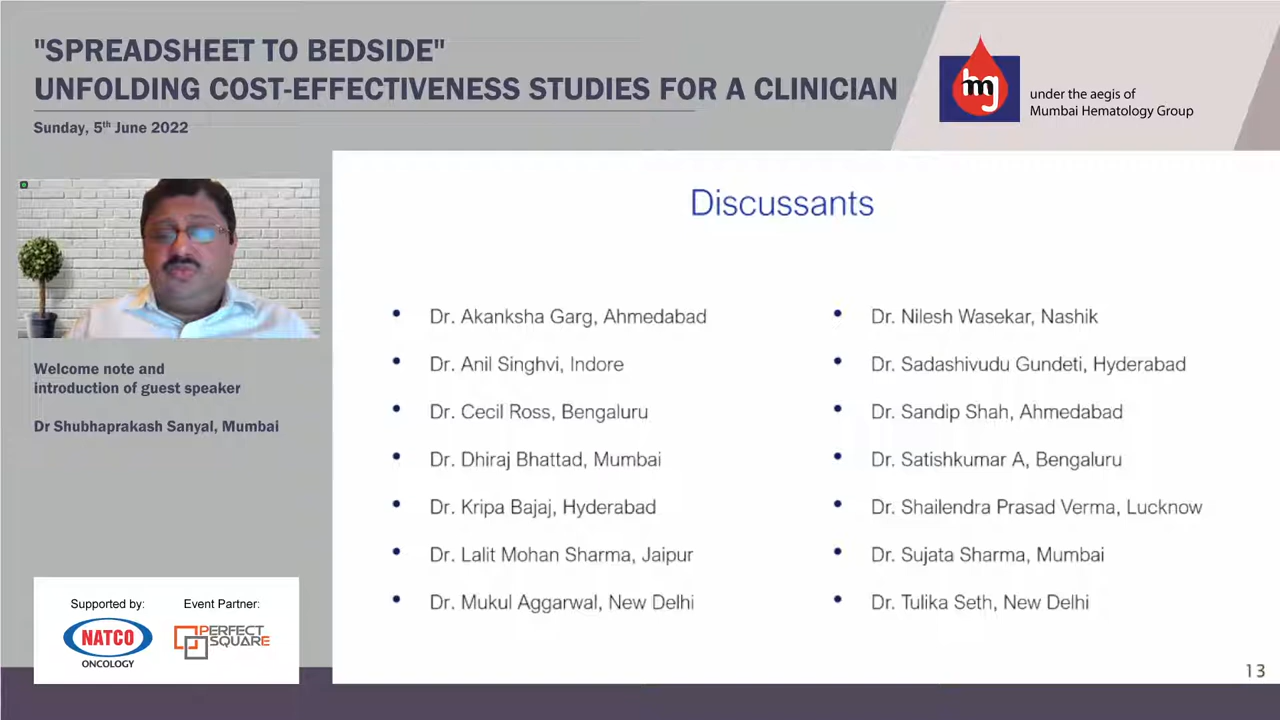 "SPREADSHEET TO BEDSIDE"
UNFOLDING COST-EFFECTIVENESS STUDIES FOR A CLINICIAN
Sunday, 5th June 2022
hmg
under the aegis of
Mumbai Hematology Group
Welcome note and
introduction of guest speaker
Dr Shubhaprakash Sanyal, Mumbai
Supported by:
Event Partner:
NATCO
ONCOLOGY
PERFECT
SQUARE
Discussants
• Dr. Akanksha Garg, Ahmedabad
• Dr. Anil Singhvi, Indore
• Dr. Cecil Ross, Bengaluru
• Dr. Dhiraj Bhattad, Mumbai
• Dr. Kripa Bajaj, Hyderabad
• Dr. Lalit Mohan Sharma, Jaipur
• Dr. Mukul Aggarwal, New Delhi
• Dr. Nilesh Wasekar, Nashik
• Dr. Sadashivudu Gundeti, Hyderabad
• Dr. Sandip Shah, Ahmedabad
• Dr. Satishkumar A, Bengaluru
• Dr. Shailendra Prasad Verma, Lucknow
• Dr. Sujata Sharma, Mumbai
• Dr. Tulika Seth, New Delhi
13